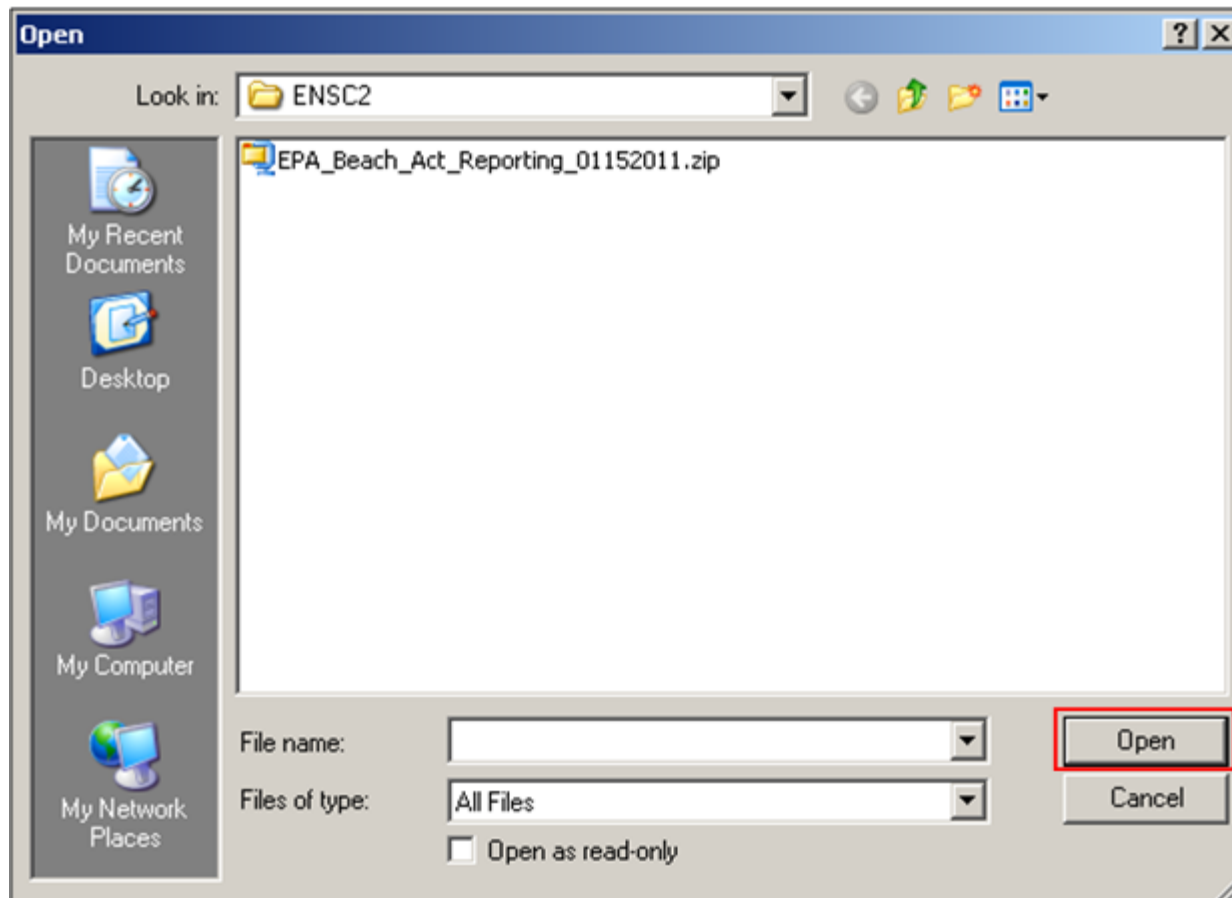 Open
Look in:
ENSC2
EPA_Beach_Act_Reporting_01152011.zip
My Recent
Documents
Desktop
My Documents
My Computer
My Network
Places
File name:
Open
Files of type:
All Files
Cancel
Open as read-only